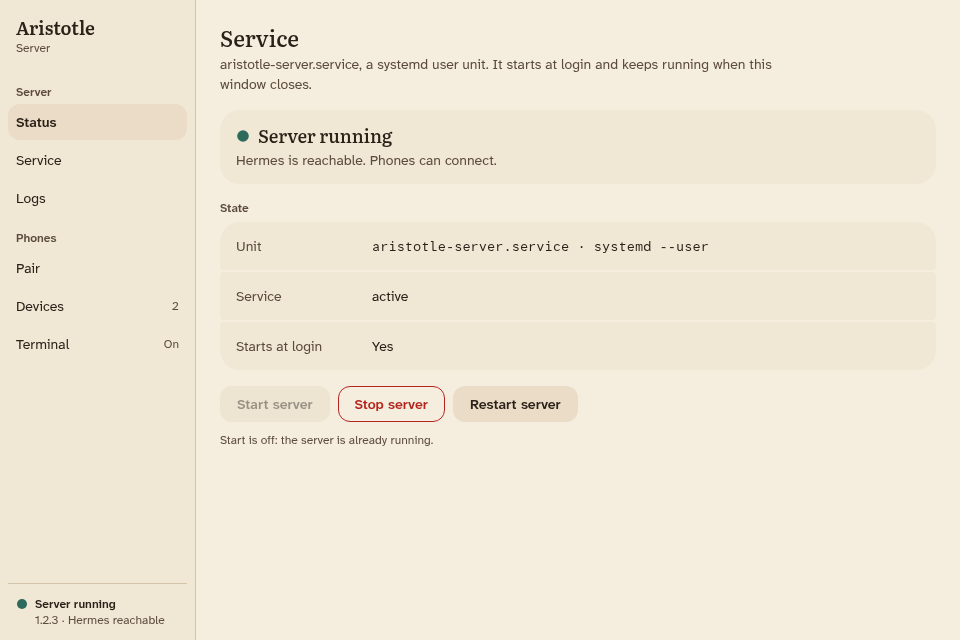 Aristotle
Server
Server
Status
Service
Logs
Phones
Pair
Devices 2
Terminal On
Server running
1.2.3 · Hermes reachable
Service
aristotle-server.service, a systemd user unit. It starts at login and keeps running when this
window closes.
Server running
Hermes is reachable. Phones can connect.
State
Unit aristotle-server.service · systemd --user
Service active
Starts at login Yes
Start server Stop server Restart server
Start is off: the server is already running.